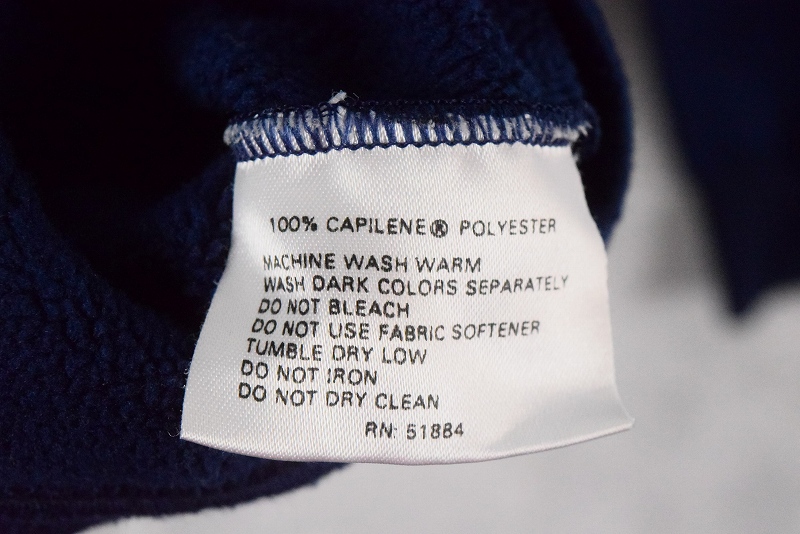 100% CAPILENE® POLYESTER
MACHINE WASH WARM
WASH DARK COLORS SEPARATELY
DO NOT BLEACH
DO NOT USE FABRIC SOFTENER
TUMBLE DRY LOW
DO NOT IRON
DO NOT DRY CLEAN
RN: 51884